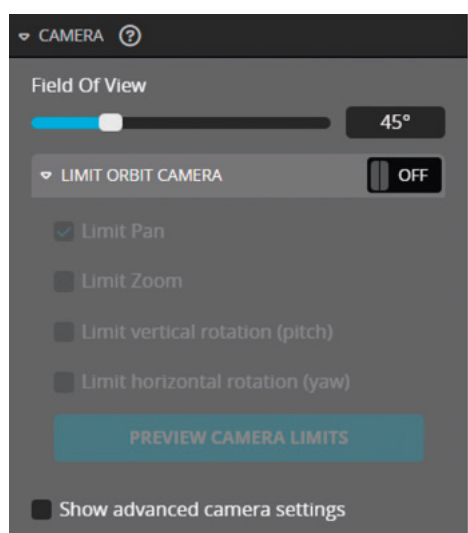 CAMERA ?
Field Of View
45°
LIMIT ORBIT CAMERA OFF
Limit Pan
Limit Zoom
Limit vertical rotation (pitch)
Limit horizontal rotation (yaw)
PREVIEW CAMERA LIMITS
Show advanced camera settings